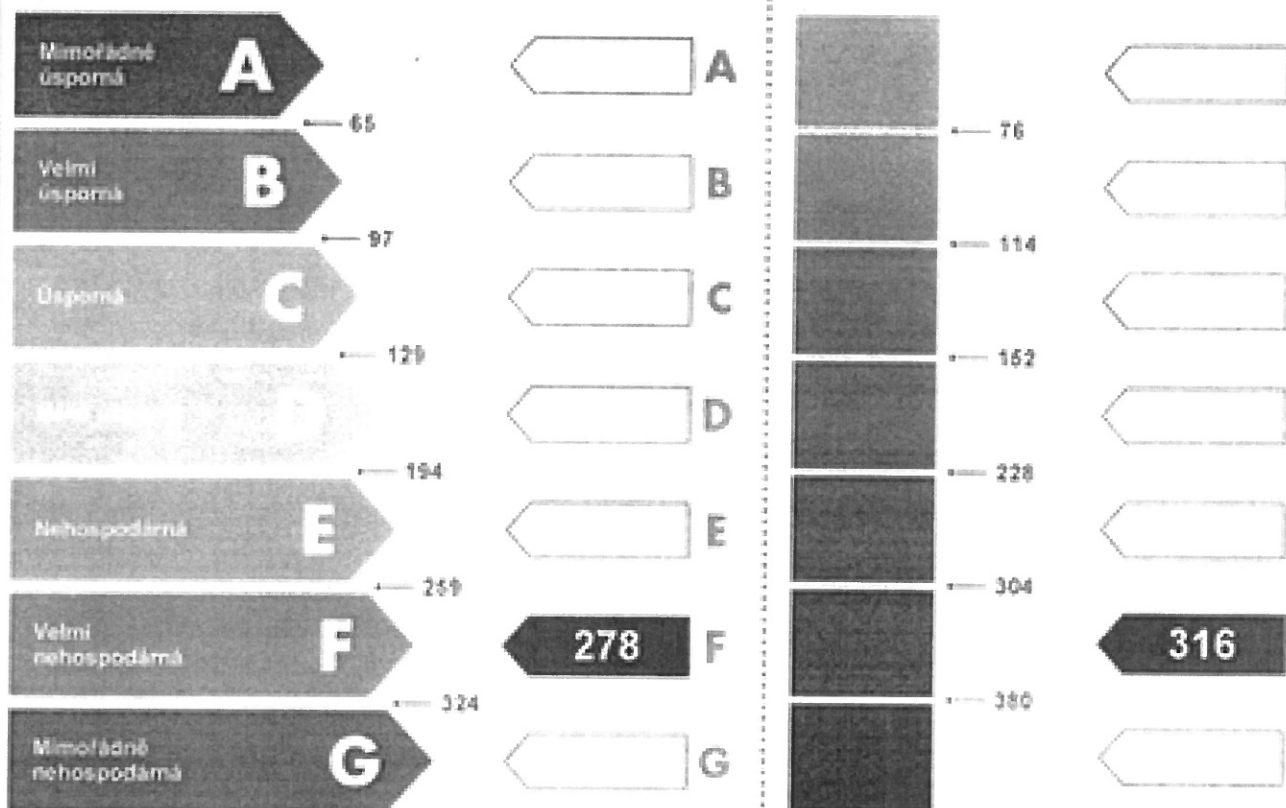 Mimořádně
úsporná
A
A
65
76
Velmi
úsporná
B
B
97
114
Úsporná
C
C
129
152
D
D
194
228
Nehospodárná
E
E
259
304
Velmi
nehospodárná
F
278
F
316
324
380
Mimořádně
nehospodárná
G
G